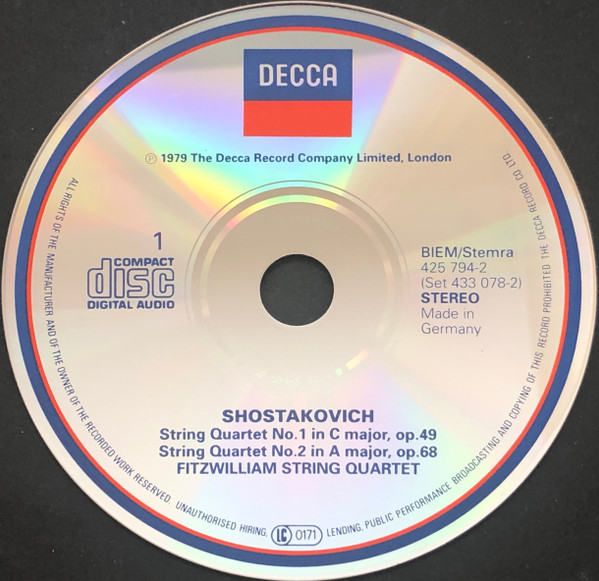 DECCA
℗ 1979 The Decca Record Company Limited, London
1
COMPACT
disc
DIGITAL AUDIO
BIEM/Stemra
425 794-2
(Set 433 078-2)
STEREO
Made in
Germany
SHOSTAKOVICH
String Quartet No.1 in C major, op.49
String Quartet No.2 in A major, op.68
FITZWILLIAM STRING QUARTET
ALL RIGHTS OF THE MANUFACTURER AND OF THE OWNER OF THE RECORDED WORK RESERVED. UNAUTHORISED HIRING, LC 0171 LENDING, PUBLIC PERFORMANCE BROADCASTING AND COPYING OF THIS RECORD PROHIBITED THE DECCA RECORD CO. LTD.